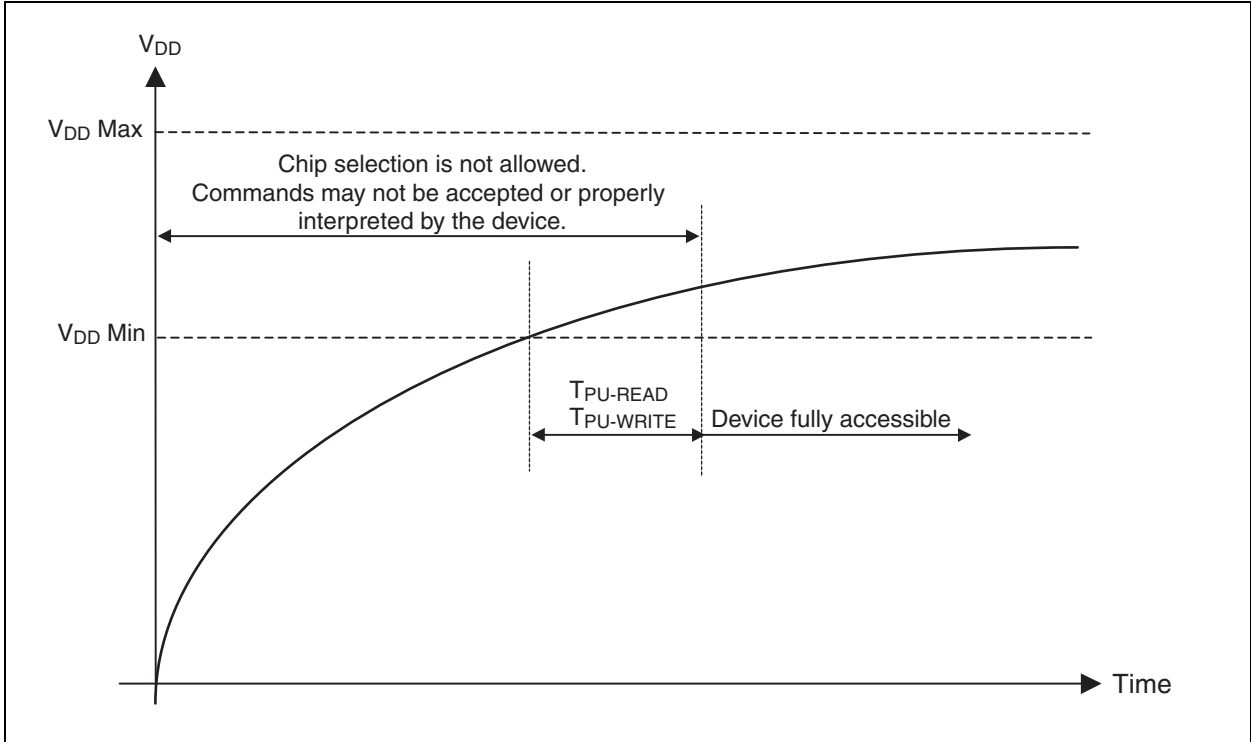 VDD
VDD Max
Chip selection is not allowed.
Commands may not be accepted or properly
interpreted by the device.
VDD Min
TPU-READ
TPU-WRITE
Device fully accessible
Time